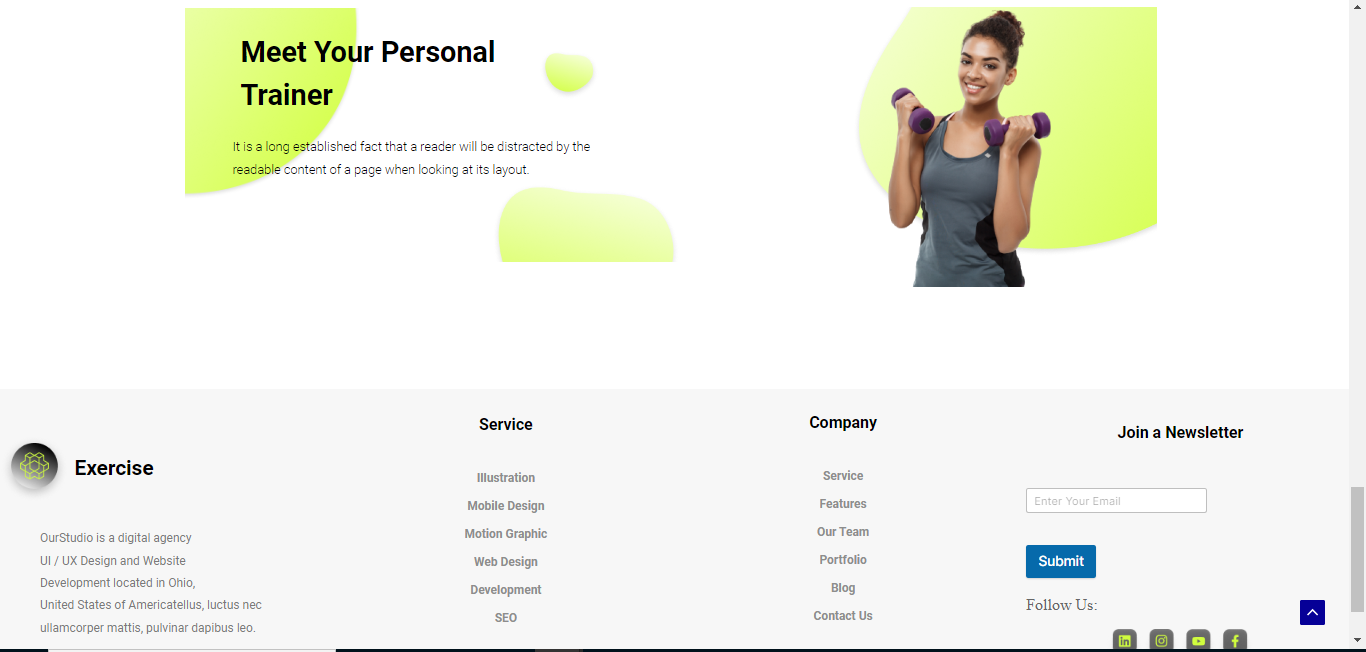 Meet Your Personal
Trainer
It is a long established fact that a reader will be distracted by the
readable content of a page when looking at its layout.
Exercise
OurStudio is a digital agency
UI / UX Design and Website
Development located in Ohio,
United States of Americatellus, luctus nec
ullamcorper mattis, pulvinar dapibus leo.
Service
Illustration
Mobile Design
Motion Graphic
Web Design
Development
SEO
Company
Service
Features
Our Team
Portfolio
Blog
Contact Us
Join a Newsletter
Enter Your Email
Submit
Follow Us: